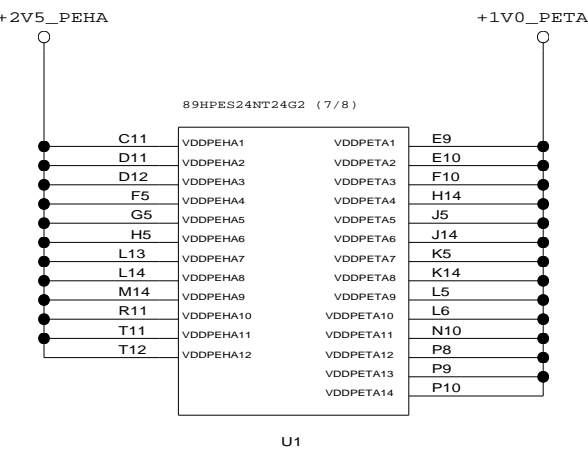 +2V5_PEHA +1V0_PETA
89HPES24NT24G2 (7/8)
C11 VDDPEHA1 VDDPETA1 E9
D11 VDDPEHA2 VDDPETA2 E10
D12 VDDPEHA3 VDDPETA3 F10
F5 VDDPEHA4 VDDPETA4 H14
G5 VDDPEHA5 VDDPETA5 J5
H5 VDDPEHA6 VDDPETA6 J14
L13 VDDPEHA7 VDDPETA7 K5
L14 VDDPEHA8 VDDPETA8 K14
M14 VDDPEHA9 VDDPETA9 L5
R11 VDDPEHA10 VDDPETA10 L6
T11 VDDPEHA11 VDDPETA11 N10
T12 VDDPEHA12 VDDPETA12 P8
VDDPETA13 P9
VDDPETA14 P10
U1